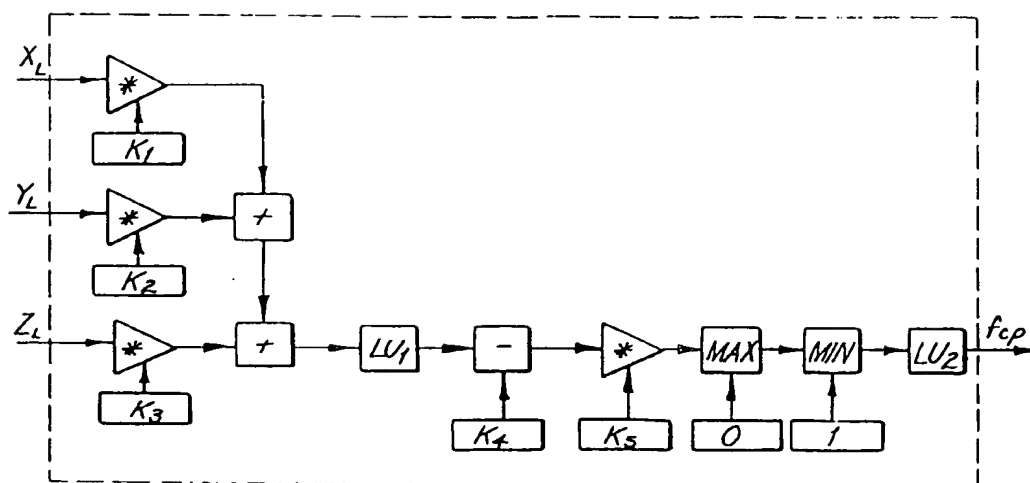 X_L
*
K_1
Y_L
*
+
K_2
Z_L
*
+
LU_1
-
*
MAX
MIN
LU_2
f_cp
K_3
K_4
K_5
0
1